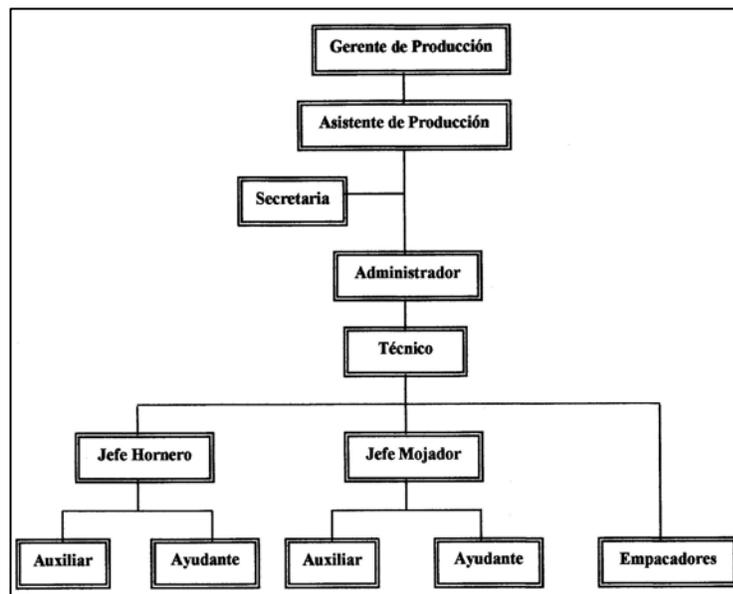 Gerente de Producción
Asistente de Producción
Secretaria
Administrador
Técnico
Jefe Hornero
Jefe Mojador
Auxiliar
Ayudante
Auxiliar
Ayudante
Empacadores